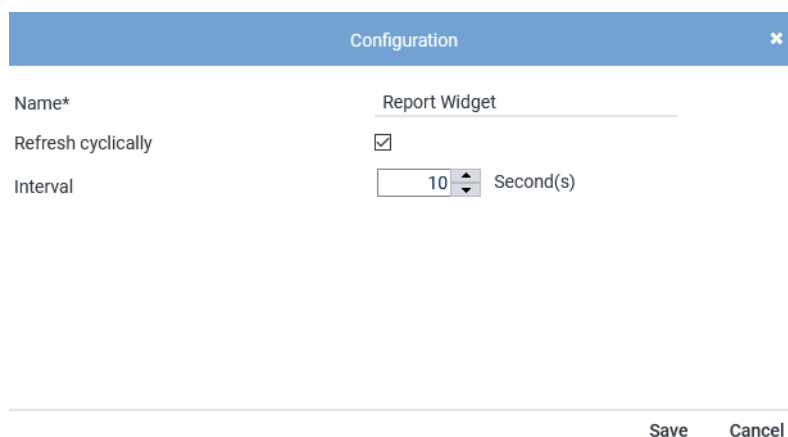 Configuration
Name* Report Widget
Refresh cyclically
Interval 10 Second(s)
Save Cancel